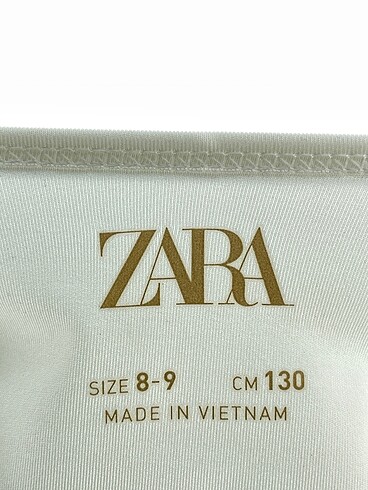 ZARA
SIZE 8-9 CM 130
MADE IN VIETNAM